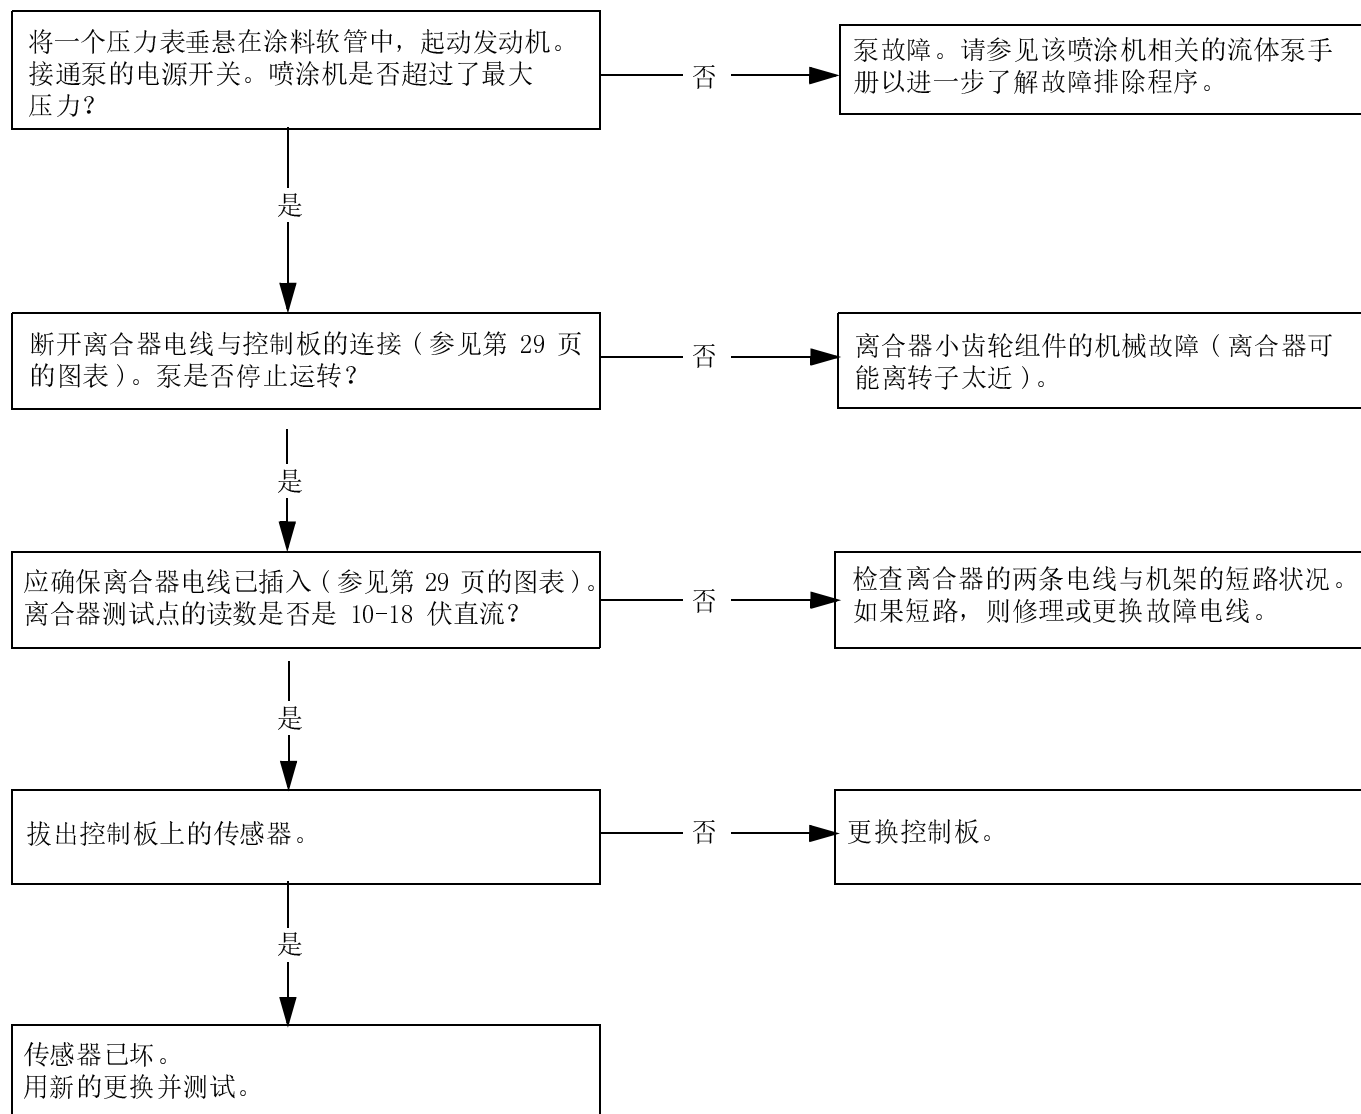 将一个压力表垂悬在涂料软管中，起动发动机。
接通泵的电源开关。喷涂机是否超过了最大
压力？
否
泵故障。请参见该喷涂机相关的流体泵手
册以进一步了解故障排除程序。
是
断开离合器电线与控制板的连接（参见第 29 页
的图表）。泵是否停止运转？
否
离合器小齿轮组件的机械故障（离合器可
能离转子太近）。
是
应确保离合器电线已插入（参见第 29 页的图表）。
离合器测试点的读数是否是 10-18 伏直流？
否
检查离合器的两条电线与机架的短路状况。
如果短路，则修理或更换故障电线。
是
拔出控制板上的传感器。
否
更换控制板。
是
传感器已坏。
用新的更换并测试。